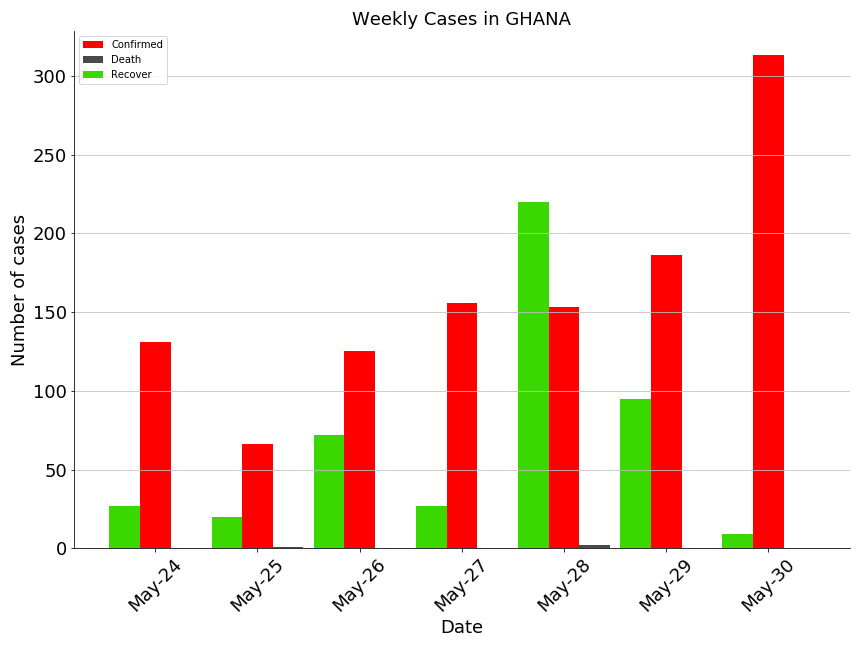 Weekly Cases in GHANA
Confirmed
Death
Recover
Number of cases
300
250
200
150
100
50
0
May-24
May-25
May-26
May-27
May-28
May-29
May-30
Date